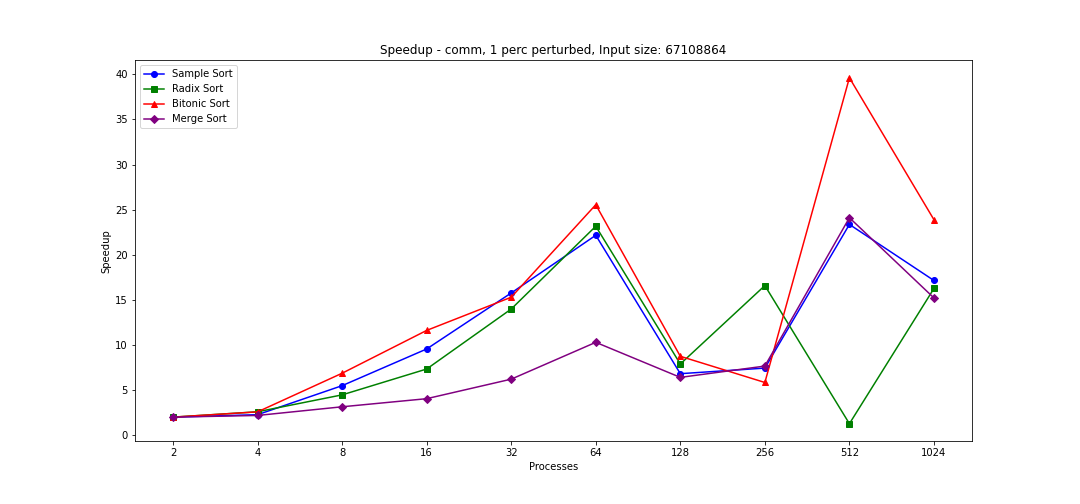 Speedup - comm, 1 perc perturbed, Input size: 67108864
Sample Sort
Radix Sort
Bitonic Sort
Merge Sort
40
35
30
25
20
15
10
5
0
Speedup
2 4 8 16 32 64 128 256 512 1024
Processes